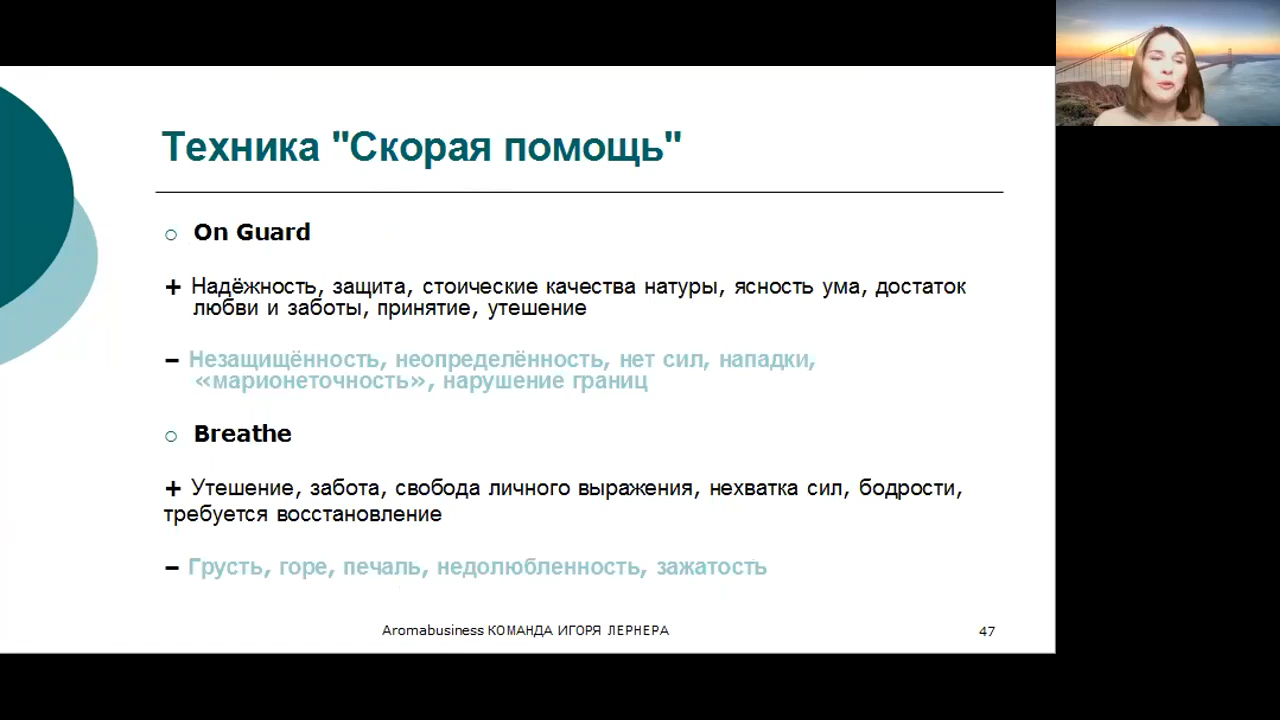 Техника "Скорая помощь"
On Guard
+ Надёжность, защита, стоические качества натуры, ясность ума, достаток
любви и заботы, принятие, утешение
– Незащищённость, неопределённость, нет сил, нападки,
«марионеточность», нарушение границ
Breathe
+ Утешение, забота, свобода личного выражения, нехватка сил, бодрости,
требуется восстановление
– Грусть, горе, печаль, недолюбленность, зажатость
Aromabusiness КОМАНДА ИГОРЯ ЛЕРНЕРА
47